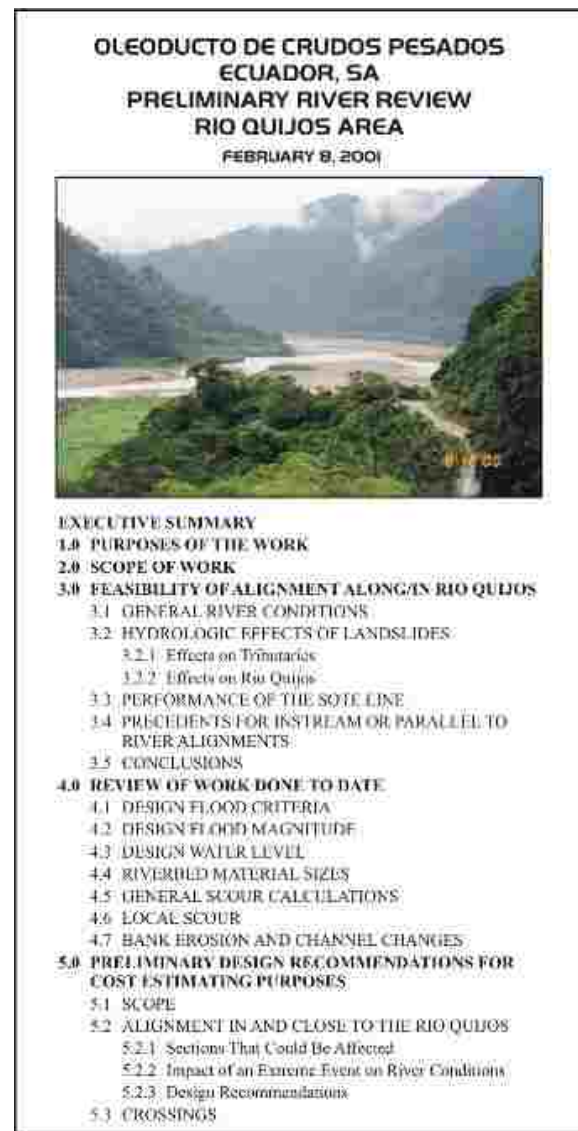 OLEODUCTO DE CRUDOS PESADOS
ECUADOR, SA
PRELIMINARY RIVER REVIEW
RIO QUIJOS AREA
FEBRUARY 8, 2001
EXECUTIVE SUMMARY
1.0 PURPOSES OF THE WORK
2.0 SCOPE OF WORK
3.0 FEASIBILITY OF ALIGNMENT ALONG/IN RIO QUIJOS
3.1 GENERAL RIVER CONDITIONS
3.2 HYDROLOGIC EFFECTS OF LANDSLIDES
3.2.1 Effects on Tributaries
3.2.2 Effects on Rio Quijos
3.3 PERFORMANCE OF THE SOTE LINE
3.4 PRECEDENTS FOR INSTREAM OR PARALLEL TO
RIVER ALIGNMENTS
3.5 CONCLUSIONS
4.0 REVIEW OF WORK DONE TO DATE
4.1 DESIGN FLOOD CRITERIA
4.2 DESIGN FLOOD MAGNITUDE
4.3 DESIGN WATER LEVEL
4.4 RIVERBED MATERIAL SIZES
4.5 GENERAL SCOUR CALCULATIONS
4.6 LOCAL SCOUR
4.7 BANK EROSION AND CHANNEL CHANGES
5.0 PRELIMINARY DESIGN RECOMMENDATIONS FOR
COST ESTIMATING PURPOSES
5.1 SCOPE
5.2 ALIGNMENT IN AND CLOSE TO THE RIO QUIJOS
5.2.1 Sections That Could Be Affected
5.2.2 Impact of an Extreme Event on River Conditions
5.2.3 Design Recommendations
5.3 CROSSINGS